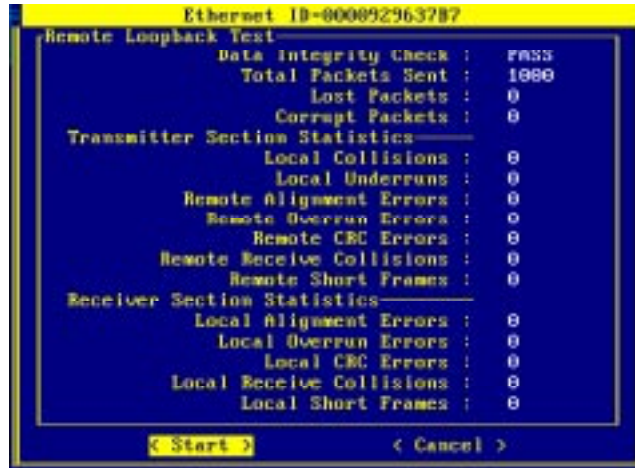 Ethernet ID=000092963787
Remote Loopback Test
Data Integrity Check : PASS
Total Packets Sent : 1000
Lost Packets : 0
Corrupt Packets : 0
Transmitter Section Statistics
Local Collisions : 0
Local Underruns : 0
Remote Alignment Errors : 0
Remote Overrun Errors : 0
Remote CRC Errors : 0
Remote Receive Collisions : 0
Remote Short Frames : 0
Receiver Section Statistics
Local Alignment Errors : 0
Local Overrun Errors : 0
Local CRC Errors : 0
Local Receive Collisions : 0
Local Short Frames : 0
< Start > < Cancel >